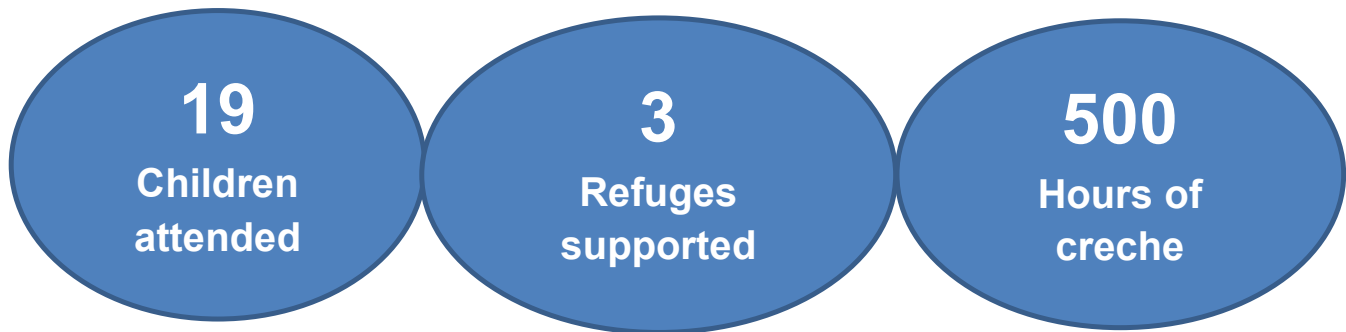 19
Children
attended
3
Refuges
supported
500
Hours of
creche